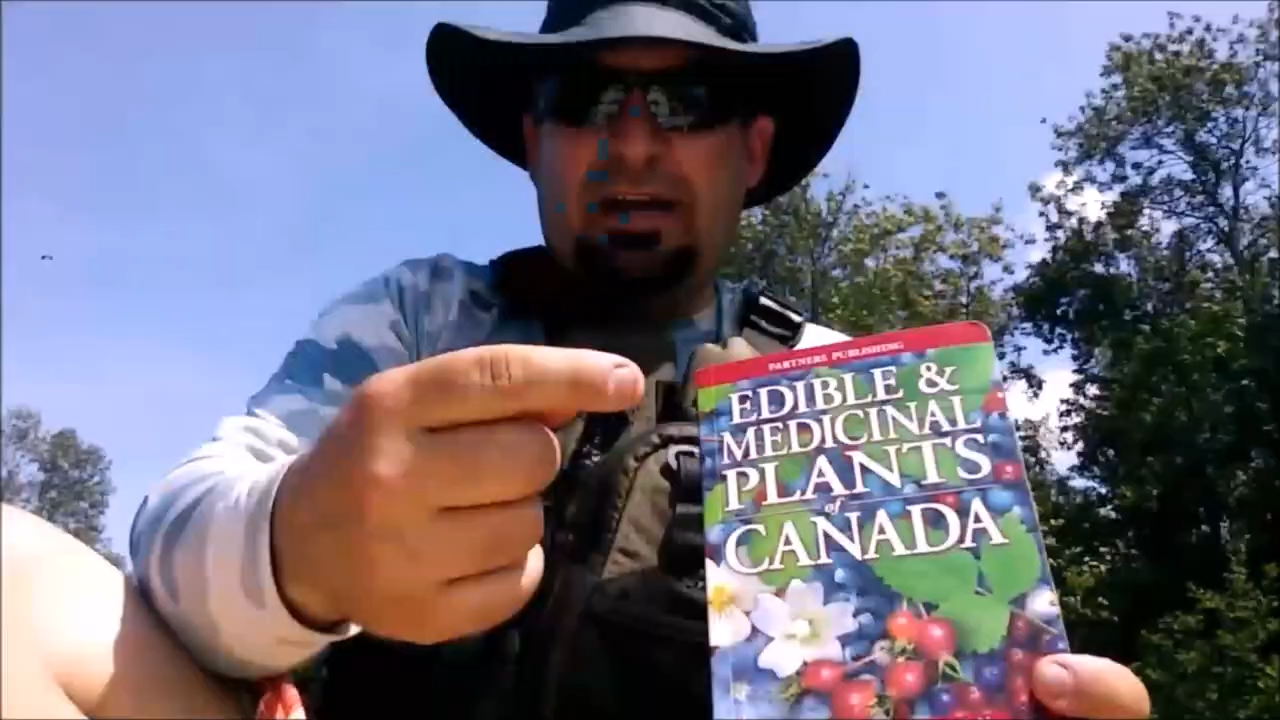 PARTNERS PUBLISHING
EDIBLE &
MEDICINAL
PLANTS
of
CANADA